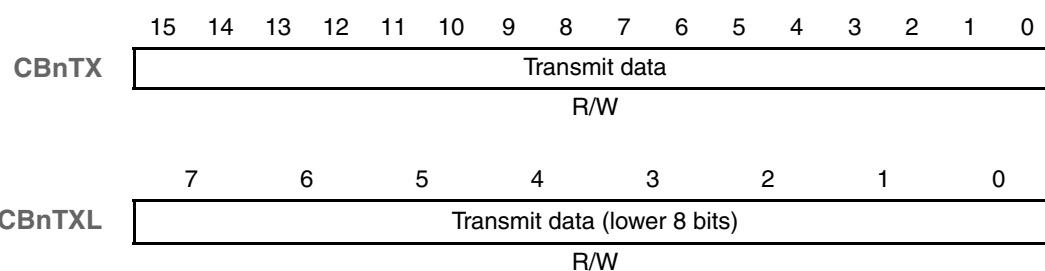 15 14 13 12 11 10 9 8 7 6 5 4 3 2 1 0
CBnTX Transmit data
R/W
7 6 5 4 3 2 1 0
CBnTXL Transmit data (lower 8 bits)
R/W